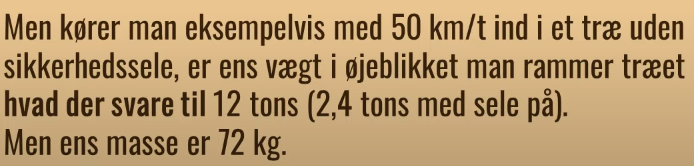 Men kører man eksempelvis med 50 km/t ind i et træ uden
sikkerhedssele, er ens vægt i øjeblikket man rammer træet
hvad der svare til 12 tons (2,4 tons med sele på).
Men ens masse er 72 kg.